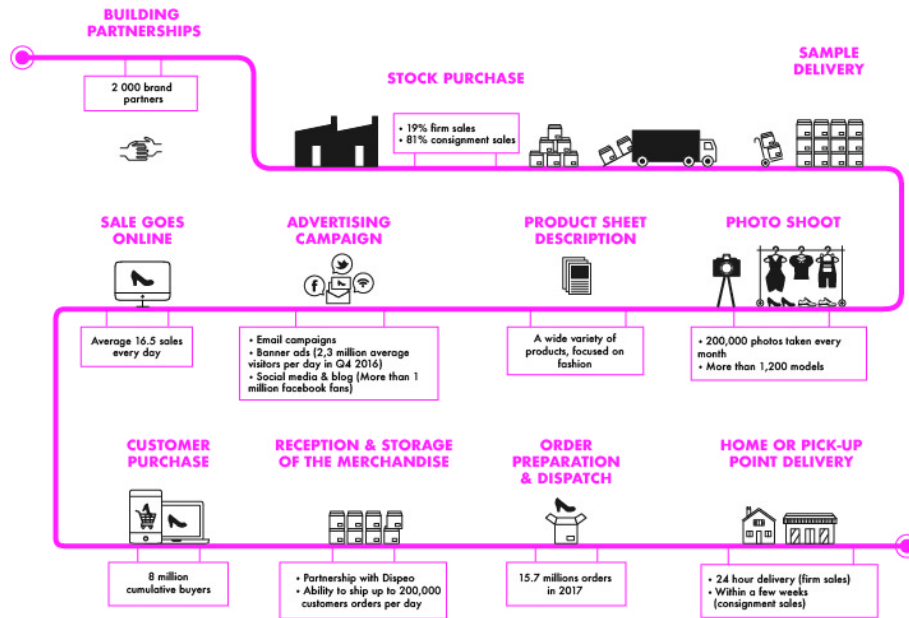 BUILDING
PARTNERSHIPS
2 000 brand
partners
STOCK PURCHASE
• 19% firm sales
• 81% consignment sales
SAMPLE
DELIVERY
PHOTO SHOOT
• 200,000 photos taken every
month
• More than 1,200 models
PRODUCT SHEET
DESCRIPTION
A wide variety of
products, focused on
fashion
ADVERTISING
CAMPAIGN
f
• Email campaigns
• Banner ads (2,3 million average
visitors per day in Q4 2016)
• Social media & blog (More than 1
million facebook fans)
SALE GOES
ONLINE
Average 16.5 sales
every day
CUSTOMER
PURCHASE
8 million
cumulative buyers
RECEPTION & STORAGE
OF THE MERCHANDISE
• Partnership with Dispeo
• Ability to ship up to 200,000
customers orders per day
ORDER
PREPARATION
& DISPATCH
15.7 millions orders
in 2017
HOME OR PICK-UP
POINT DELIVERY
• 24 hour delivery (firm sales)
• Within a few weeks
(consignment sales)